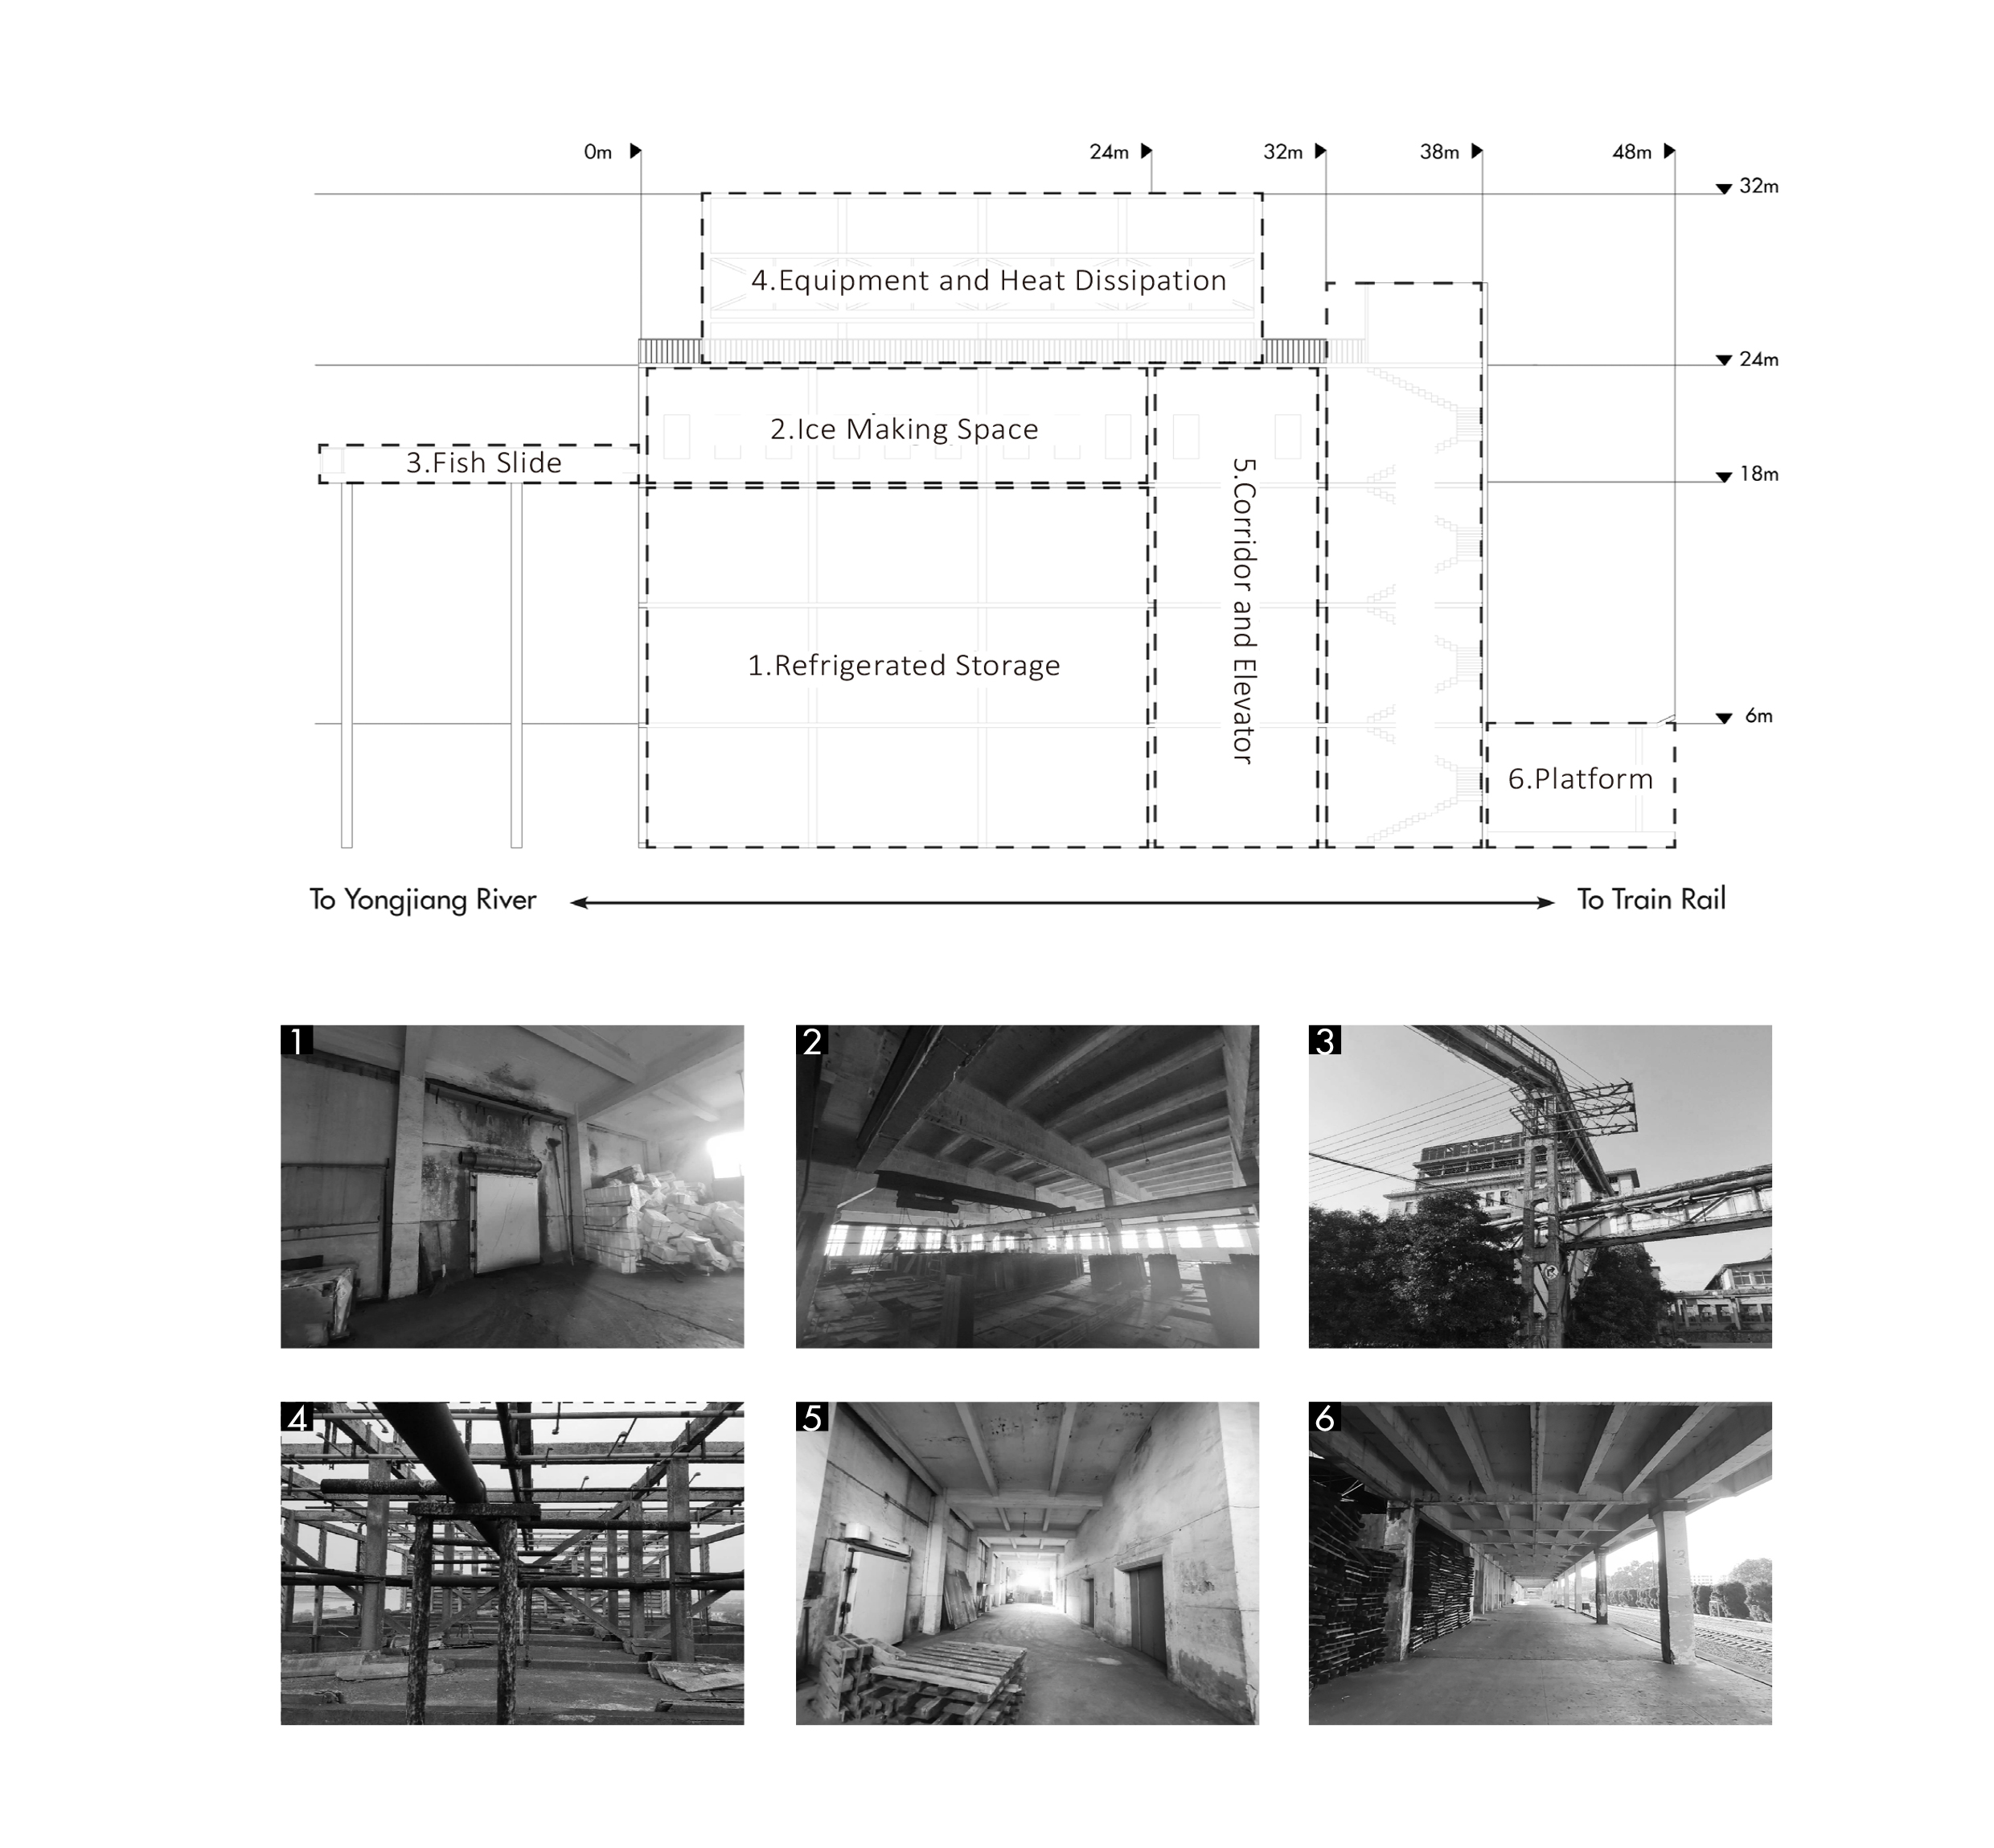 0m 24m 32m 38m 48m
32m
4.Equipment and Heat Dissipation
24m
2.Ice Making Space
3.Fish Slide
18m
5.Corridor and Elevator
1.Refrigerated Storage
6m
6.Platform
To Yongjiang River To Train Rail
1 2 3
4 5 6